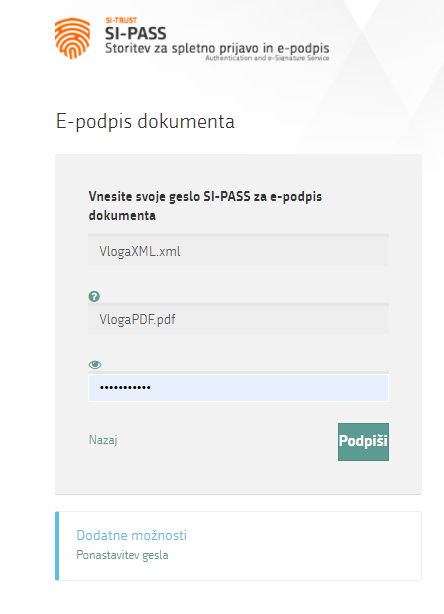 SI-TRUST
SI-PASS
Storitev za spletno prijavo in e-podpis
Authentication and e-Signature Service
E-podpis dokumenta
Vnesite svoje geslo SI-PASS za e-podpis
dokumenta
VlogaXML.xml
?
VlogaPDF.pdf
•••••••••••
Nazaj
Podpiši
Dodatne možnosti
Ponastavitev gesla